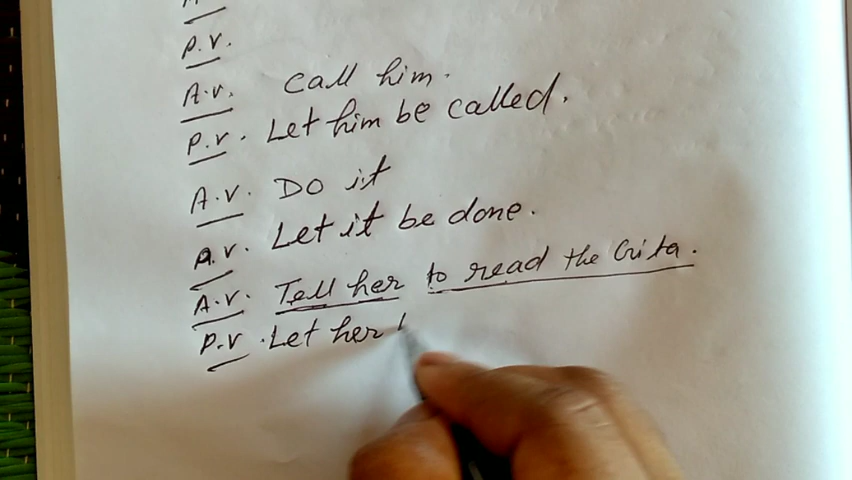 P.V.
A.V. Call him.
P.V. Let him be called.
A.V. Do it
P.V. Let it be done.
A.V. Tell her to read the Gita.
P.V. Let her